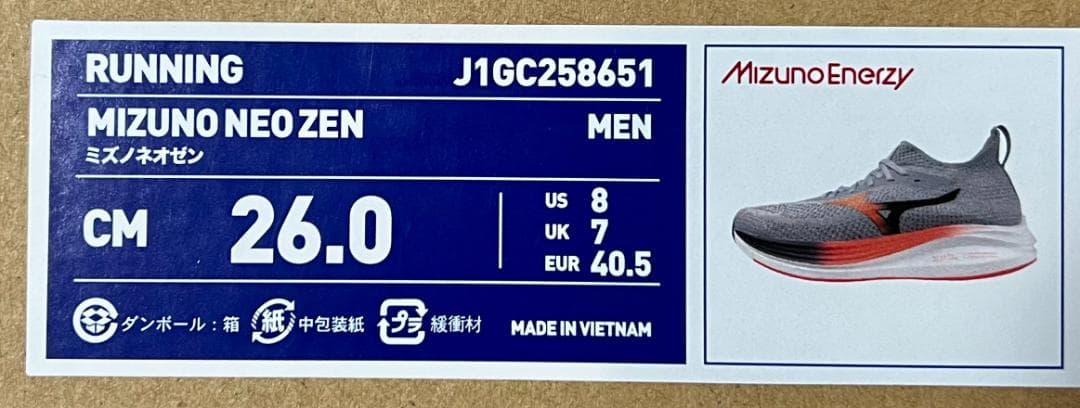 RUNNING J1GC258651
MIZUNO NEO ZEN MEN
ミズノネオゼン
CM 26.0
US 8
UK 7
EUR 40.5
ダンボール：箱 紙 中包装紙 プラ 緩衝材 MADE IN VIETNAM
MizunoEnerzy